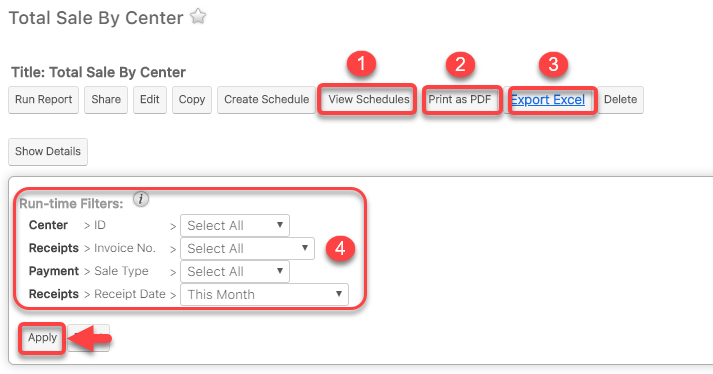 Total Sale By Center
Title: Total Sale By Center
1 2 3
Run Report Share Edit Copy Create Schedule View Schedules Print as PDF Export Excel Delete
Show Details
Run-time Filters: i
Center > ID > Select All
Receipts > Invoice No. > Select All
4
Payment > Sale Type > Select All
Receipts > Receipt Date > This Month
Apply